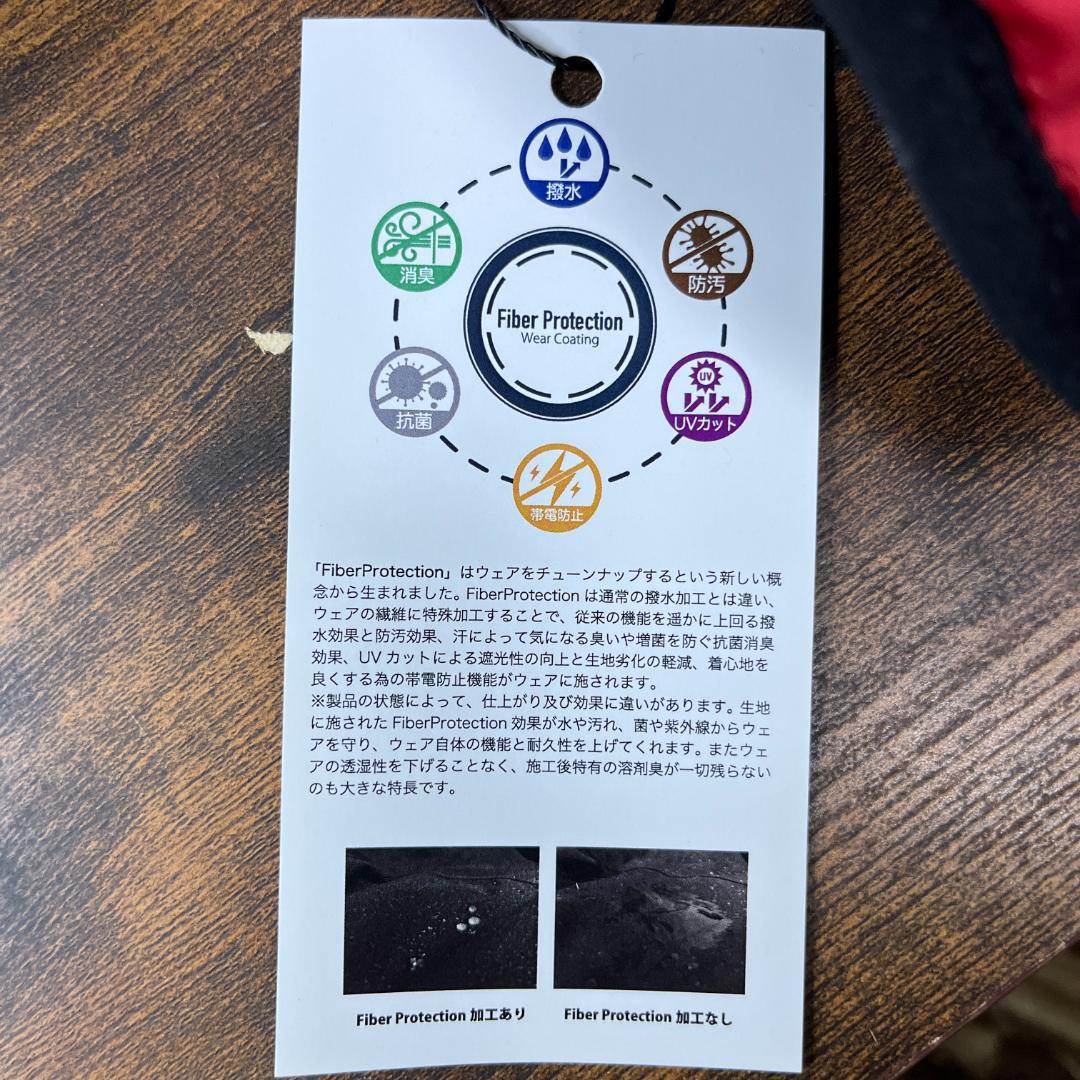 撥水
消臭
防汚
Fiber Protection
Wear Coating
抗菌
UV
UVカット
帯電防止
「FiberProtection」はウェアをチューンナップするという新しい概
念から生まれました。FiberProtection は通常の撥水加工とは違い、
ウェアの繊維に特殊加工することで、従来の機能を遥かに上回る撥
水効果と防汚効果、汗によって気になる臭いや増菌を防ぐ抗菌消臭
効果、UV カットによる遮光性の向上と生地劣化の軽減、着心地を
良くする為の帯電防止機能がウェアに施されます。
※製品の状態によって、仕上がり及び効果に違いがあります。生地
に施された FiberProtection 効果が水や汚れ、菌や紫外線からウェ
アを守り、ウェア自体の機能と耐久性を上げてくれます。またウェ
アの透湿性を下げることなく、施工後特有の溶剤臭が一切残らない
のも大きな特長です。
Fiber Protection 加工あり
Fiber Protection 加工なし